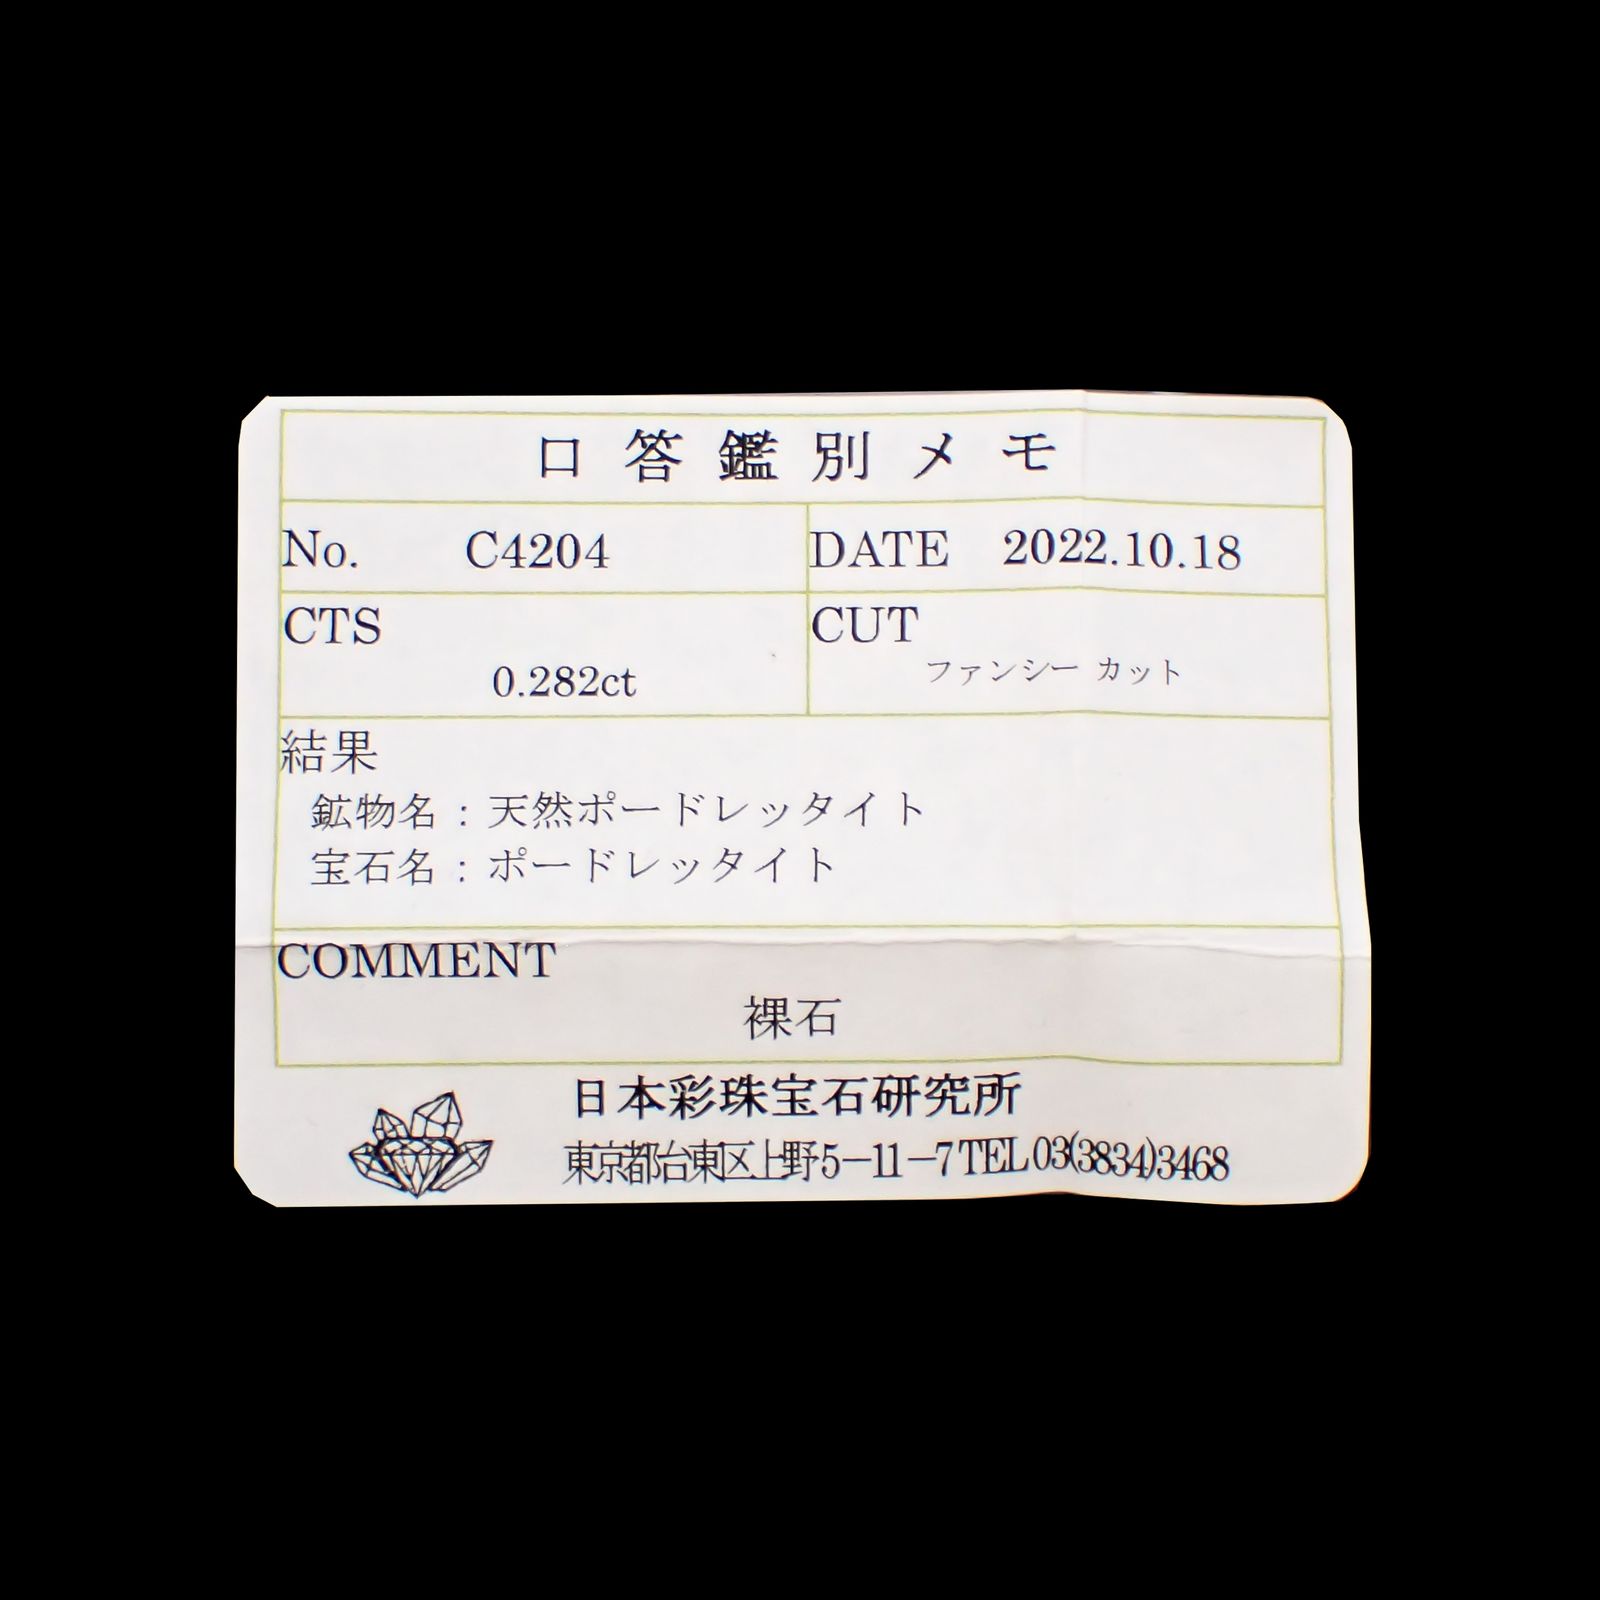 口答鑑別メモ
No. C4204 DATE 2022.10.18
CTS CUT
0.282ct ファンシー カット
結果
鉱物名：天然ポードレッタイト
宝石名：ポードレッタイト
COMMENT
裸石
日本彩珠宝石研究所
東京都台東区上野5－11－7 TEL 03(3834)3468